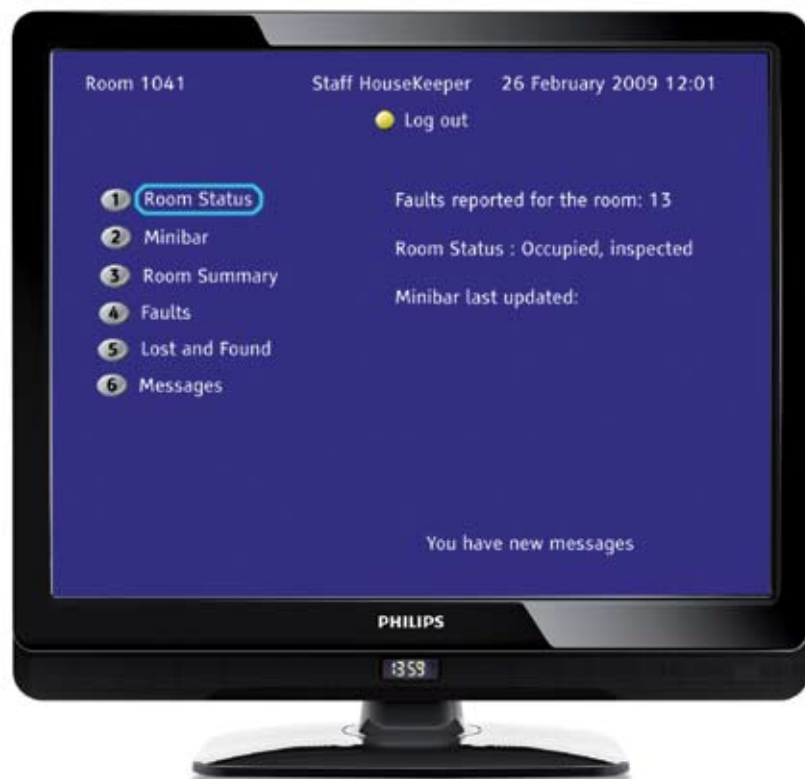 Room 1041 Staff HouseKeeper 26 February 2009 12:01
Log out
1 Room Status
2 Minibar
3 Room Summary
4 Faults
5 Lost and Found
6 Messages
Faults reported for the room: 13
Room Status : Occupied, inspected
Minibar last updated:
You have new messages
PHILIPS
13:59